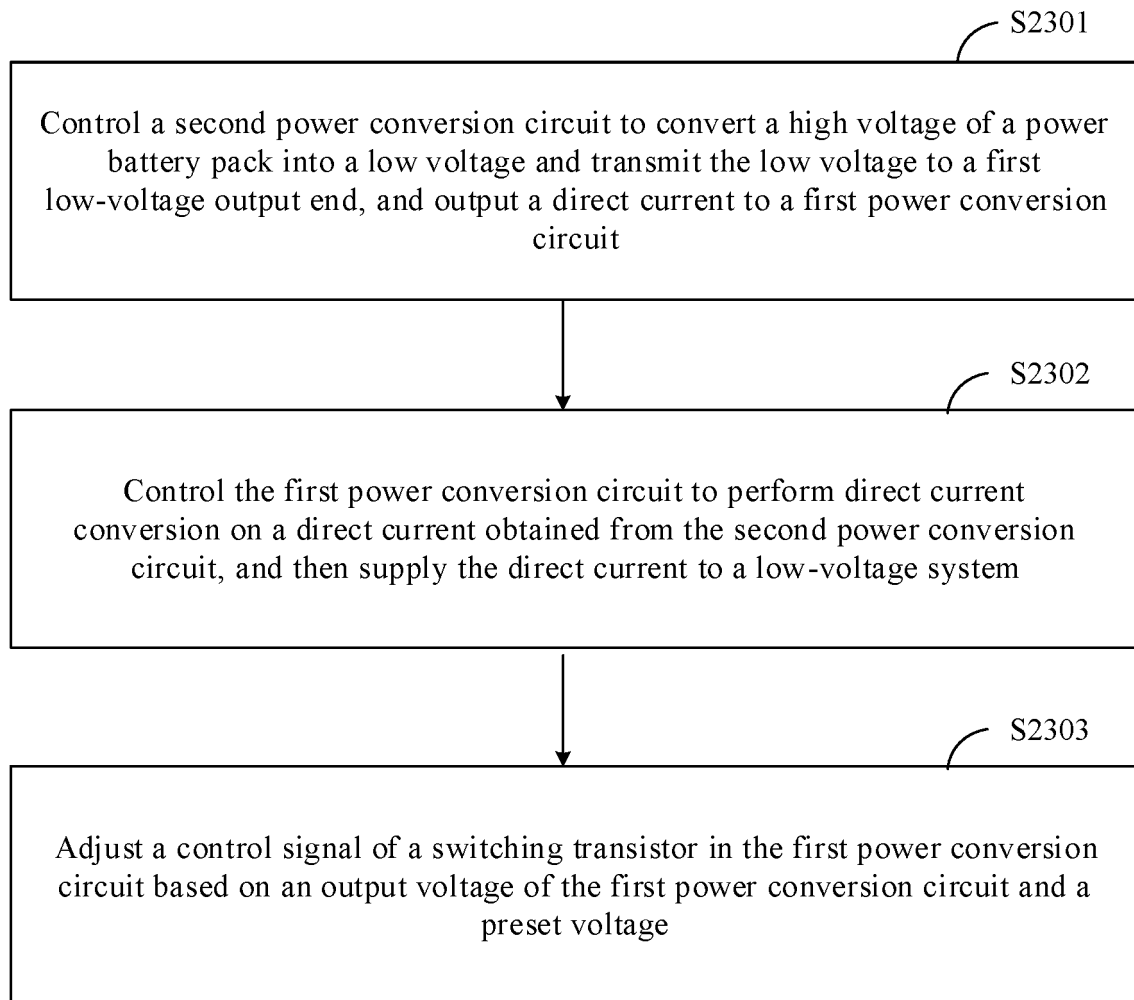 S2301
Control a second power conversion circuit to convert a high voltage of a power
battery pack into a low voltage and transmit the low voltage to a first
low-voltage output end, and output a direct current to a first power conversion
circuit
S2302
Control the first power conversion circuit to perform direct current
conversion on a direct current obtained from the second power conversion
circuit, and then supply the direct current to a low-voltage system
S2303
Adjust a control signal of a switching transistor in the first power conversion
circuit based on an output voltage of the first power conversion circuit and a
preset voltage